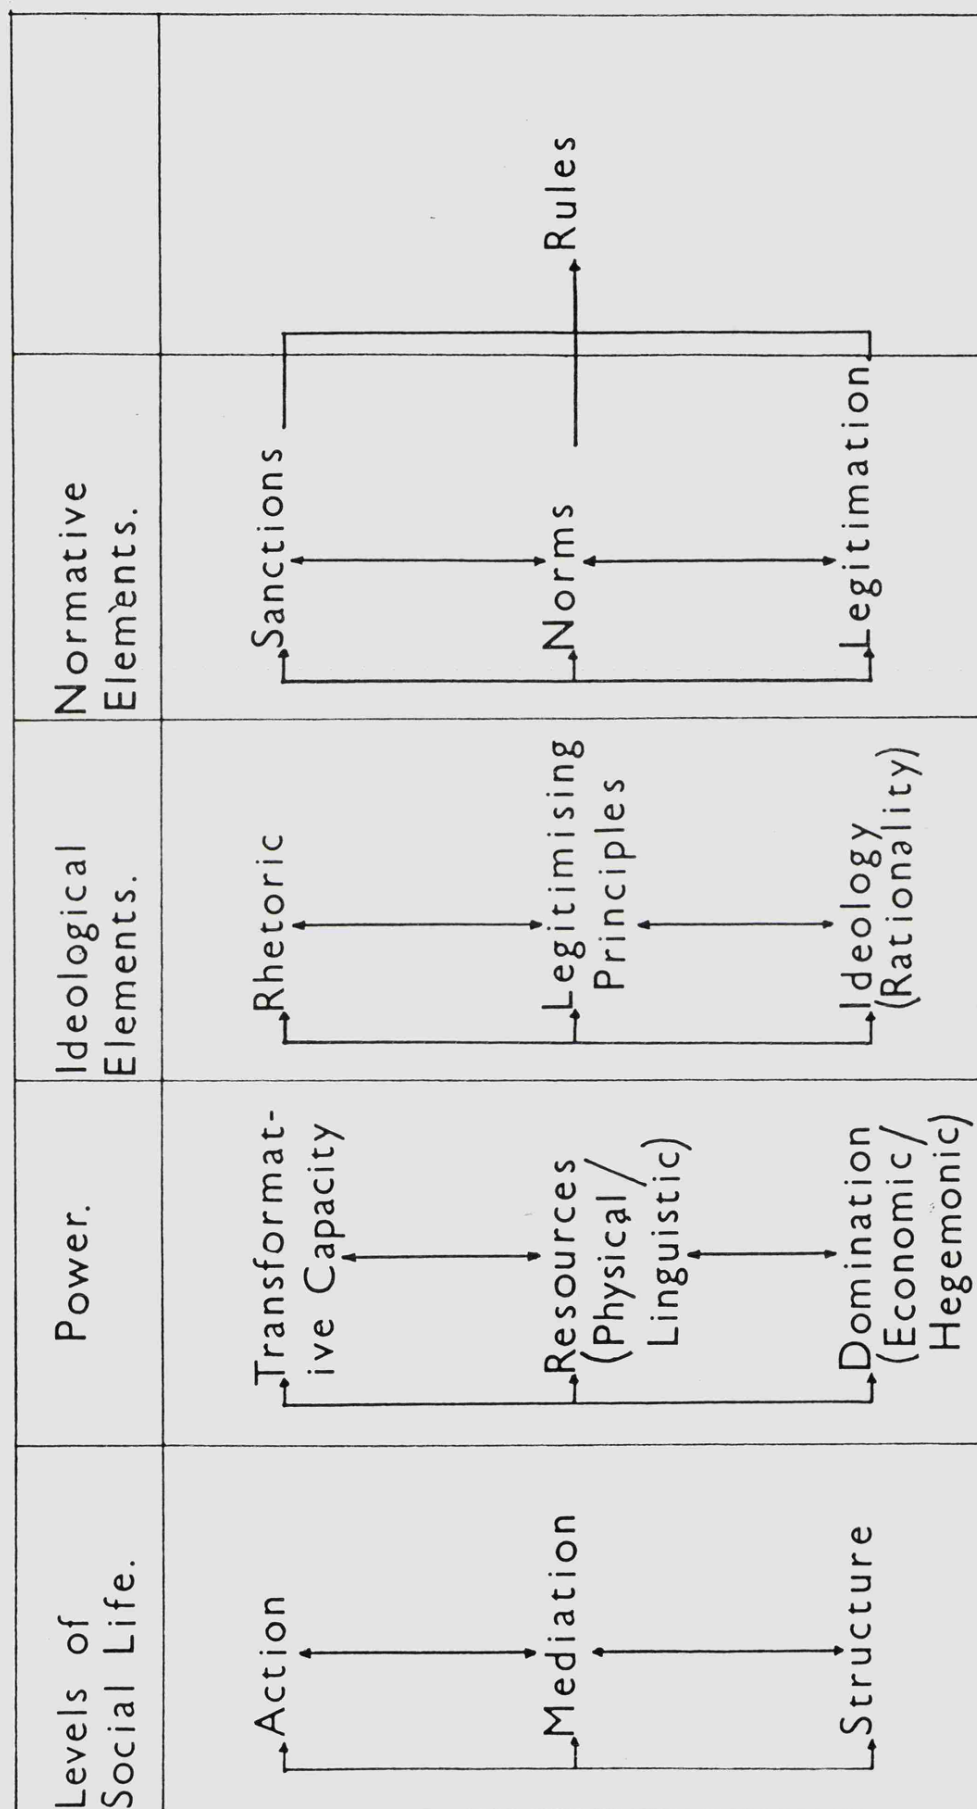 Levels of
Social Life.
Power.
Ideological
Elements.
Normative
Elements.
Action
Transformat-
ive Capacity
Rhetoric
Sanctions
Mediation
Resources
(Physical/
Linguistic)
Legitimising
Principles
Norms
Rules
Structure
Domination
(Economic/
Hegemonic)
Ideology
(Rationality)
Legitimation